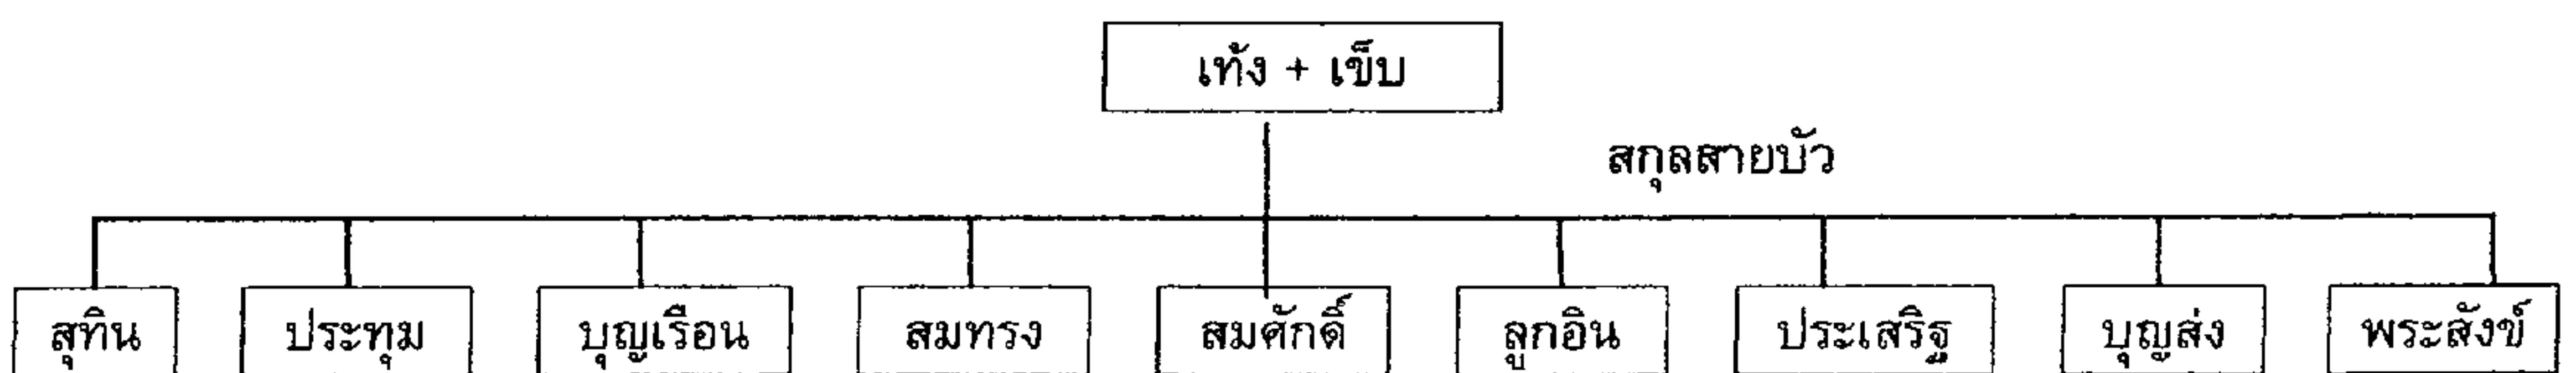 เท้ง + เข็บ
สกุลสายบัว
สุทิน ประทุม บุญเรือน สมทรง สมศักดิ์ ลูกอิน ประเสริฐ บุญส่ง พระสังข์